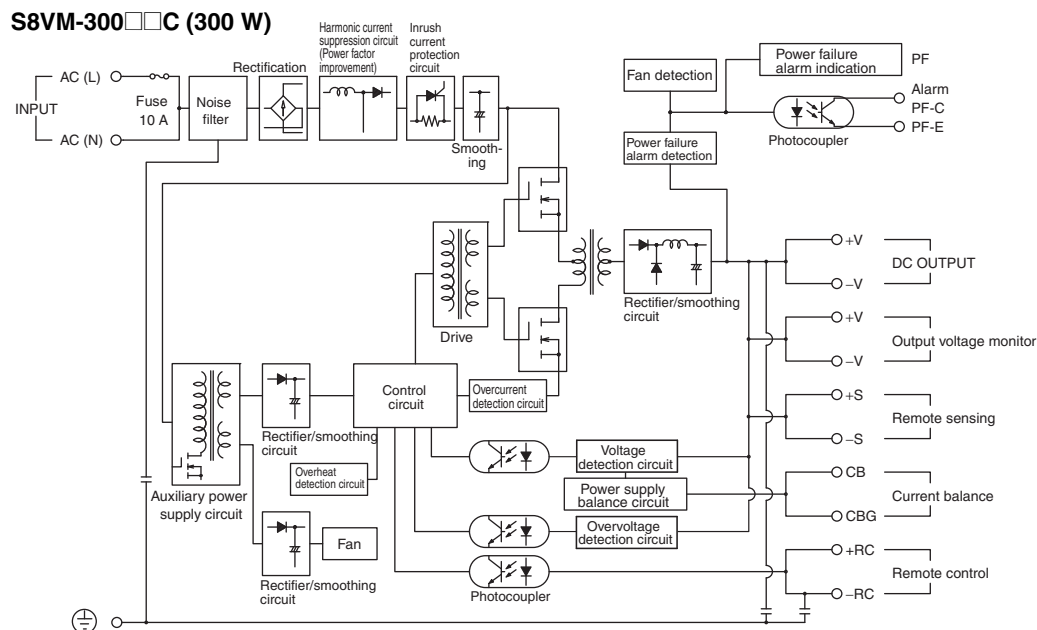 S8VM-300□□C (300 W)
Harmonic current
suppression circuit
(Power factor
improvement)
Inrush
current
protection
circuit
Rectification
AC (L)
INPUT
AC (N)
Fuse
10 A
Noise
filter
Smooth-
ing
Fan detection
Power failure
alarm indication
PF
Alarm
PF-C
PF-E
Photocoupler
Power failure
alarm detection
Drive
Rectifier/smoothing
circuit
+V
DC OUTPUT
−V
+V
Output voltage monitor
−V
+S
Remote sensing
−S
CB
Current balance
CBG
+RC
Remote control
−RC
Control
circuit
Overcurrent
detection circuit
Rectifier/smoothing
circuit
Overheat
detection circuit
Voltage
detection circuit
Power supply
balance circuit
Overvoltage
detection circuit
Auxiliary power
supply circuit
Fan
Rectifier/smoothing
circuit
Photocoupler